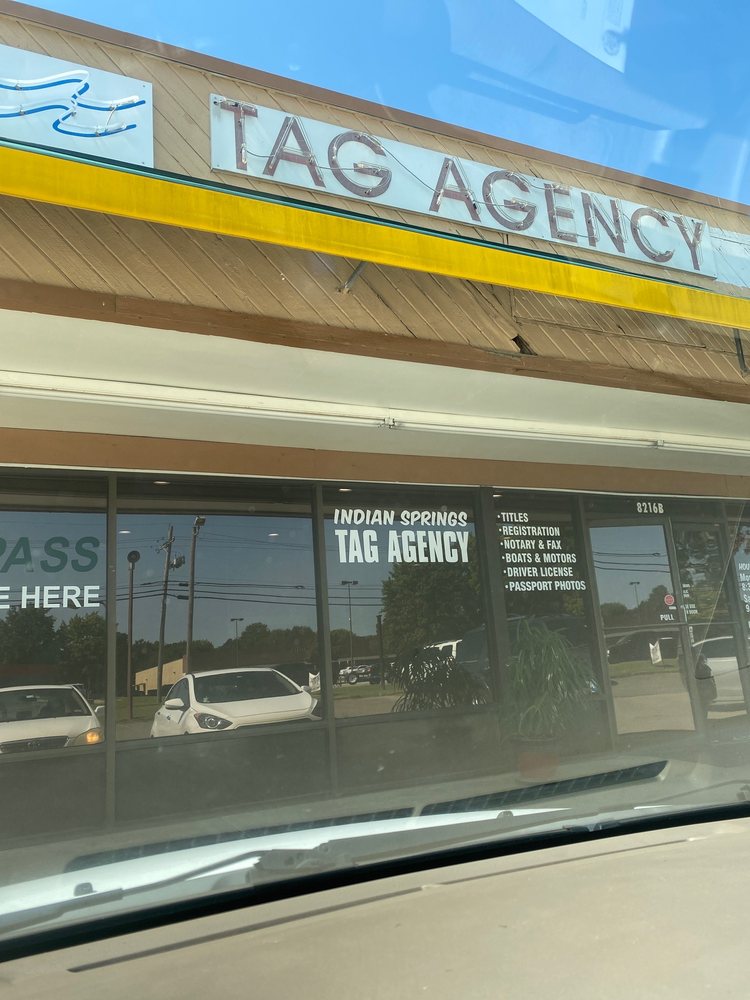 TAG AGENCY
PASS
E HERE
INDIAN SPRINGS
TAG AGENCY
•TITLES
•REGISTRATION
•NOTARY & FAX
•BOATS & MOTORS
•DRIVER LICENSE
•PASSPORT PHOTOS
8216B
PULL